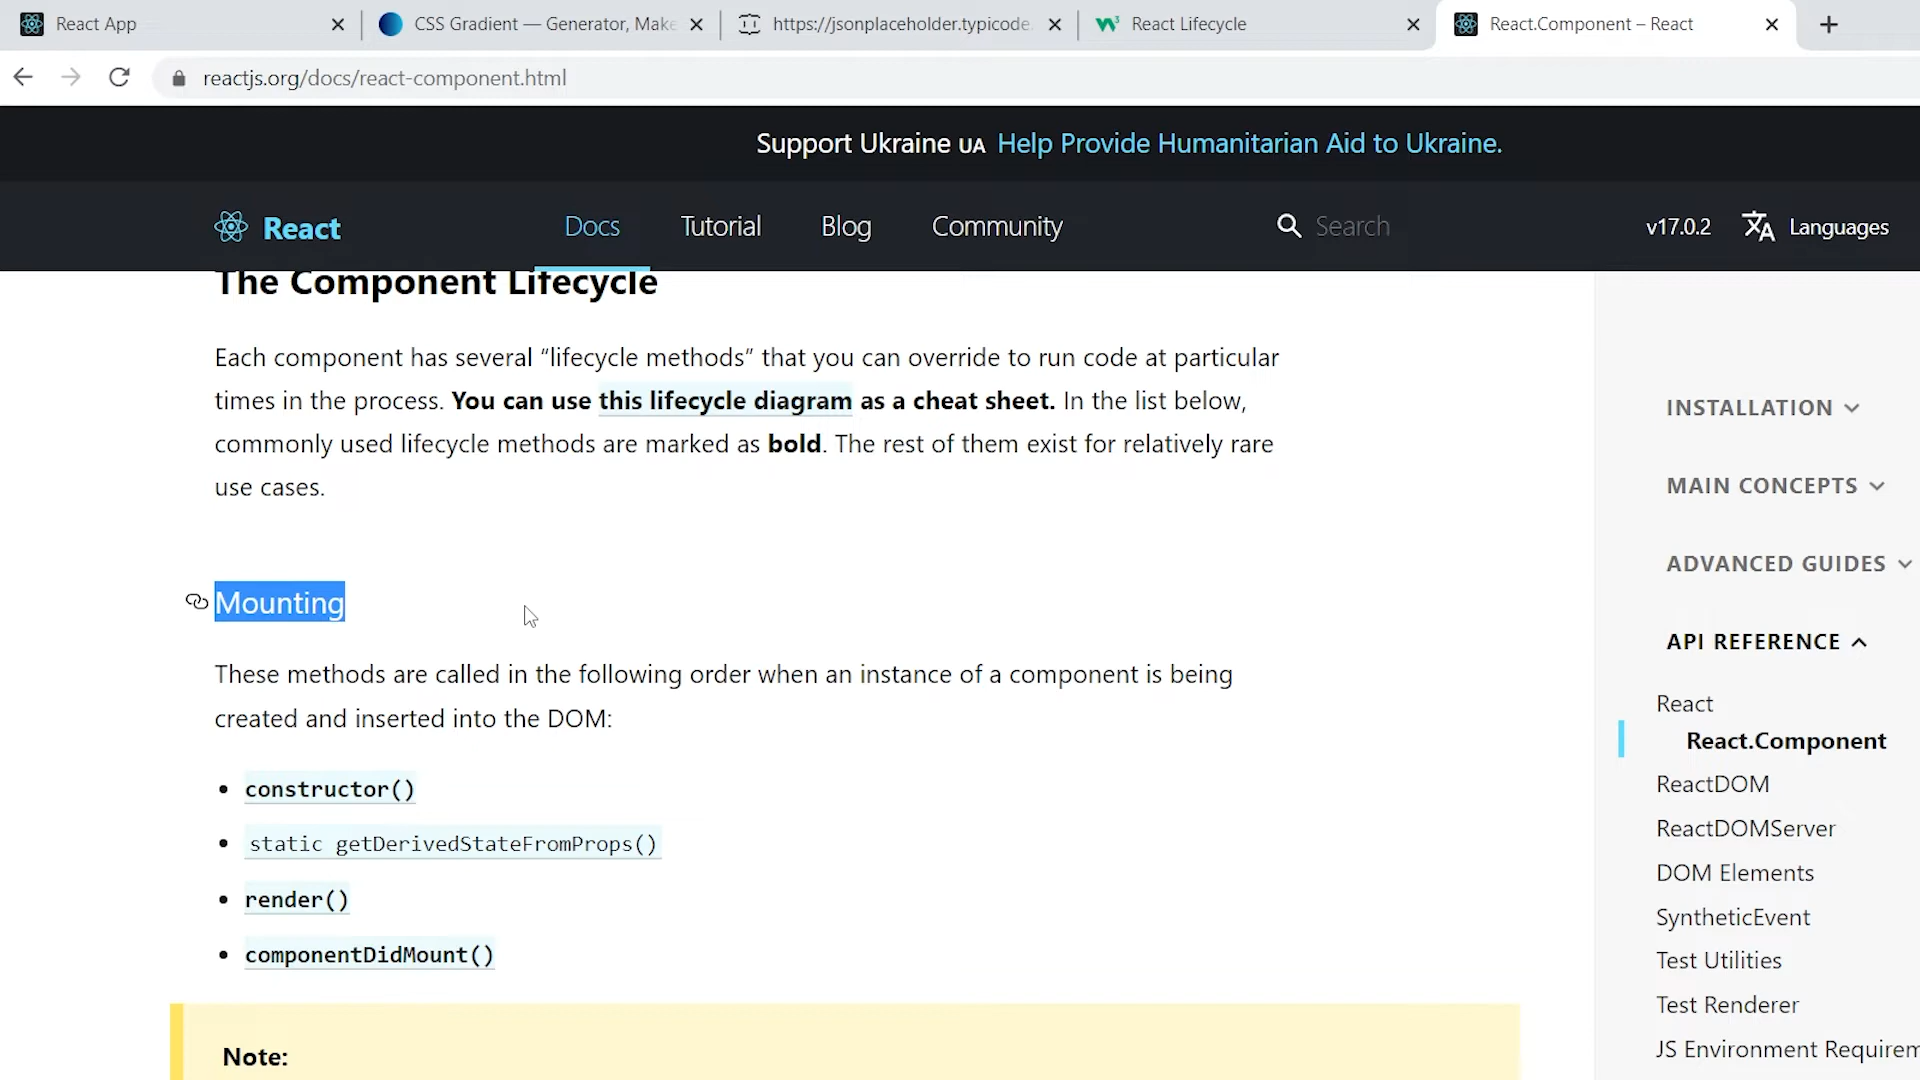 React App
CSS Gradient — Generator, Make
https://jsonplaceholder.typicode.
React Lifecycle
React.Component – React
reactjs.org/docs/react-component.html
Support Ukraine UA Help Provide Humanitarian Aid to Ukraine.
React
Docs
Tutorial
Blog
Community
Search
v17.0.2
Languages
The Component Lifecycle
Each component has several “lifecycle methods” that you can override to run code at particular
times in the process. You can use this lifecycle diagram as a cheat sheet. In the list below,
commonly used lifecycle methods are marked as bold. The rest of them exist for relatively rare
use cases.
Mounting
These methods are called in the following order when an instance of a component is being
created and inserted into the DOM:
• constructor()
• static getDerivedStateFromProps()
• render()
• componentDidMount()
Note:
INSTALLATION
MAIN CONCEPTS
ADVANCED GUIDES
API REFERENCE
React
React.Component
ReactDOM
ReactDOMServer
DOM Elements
SyntheticEvent
Test Utilities
Test Renderer
JS Environment Requirem